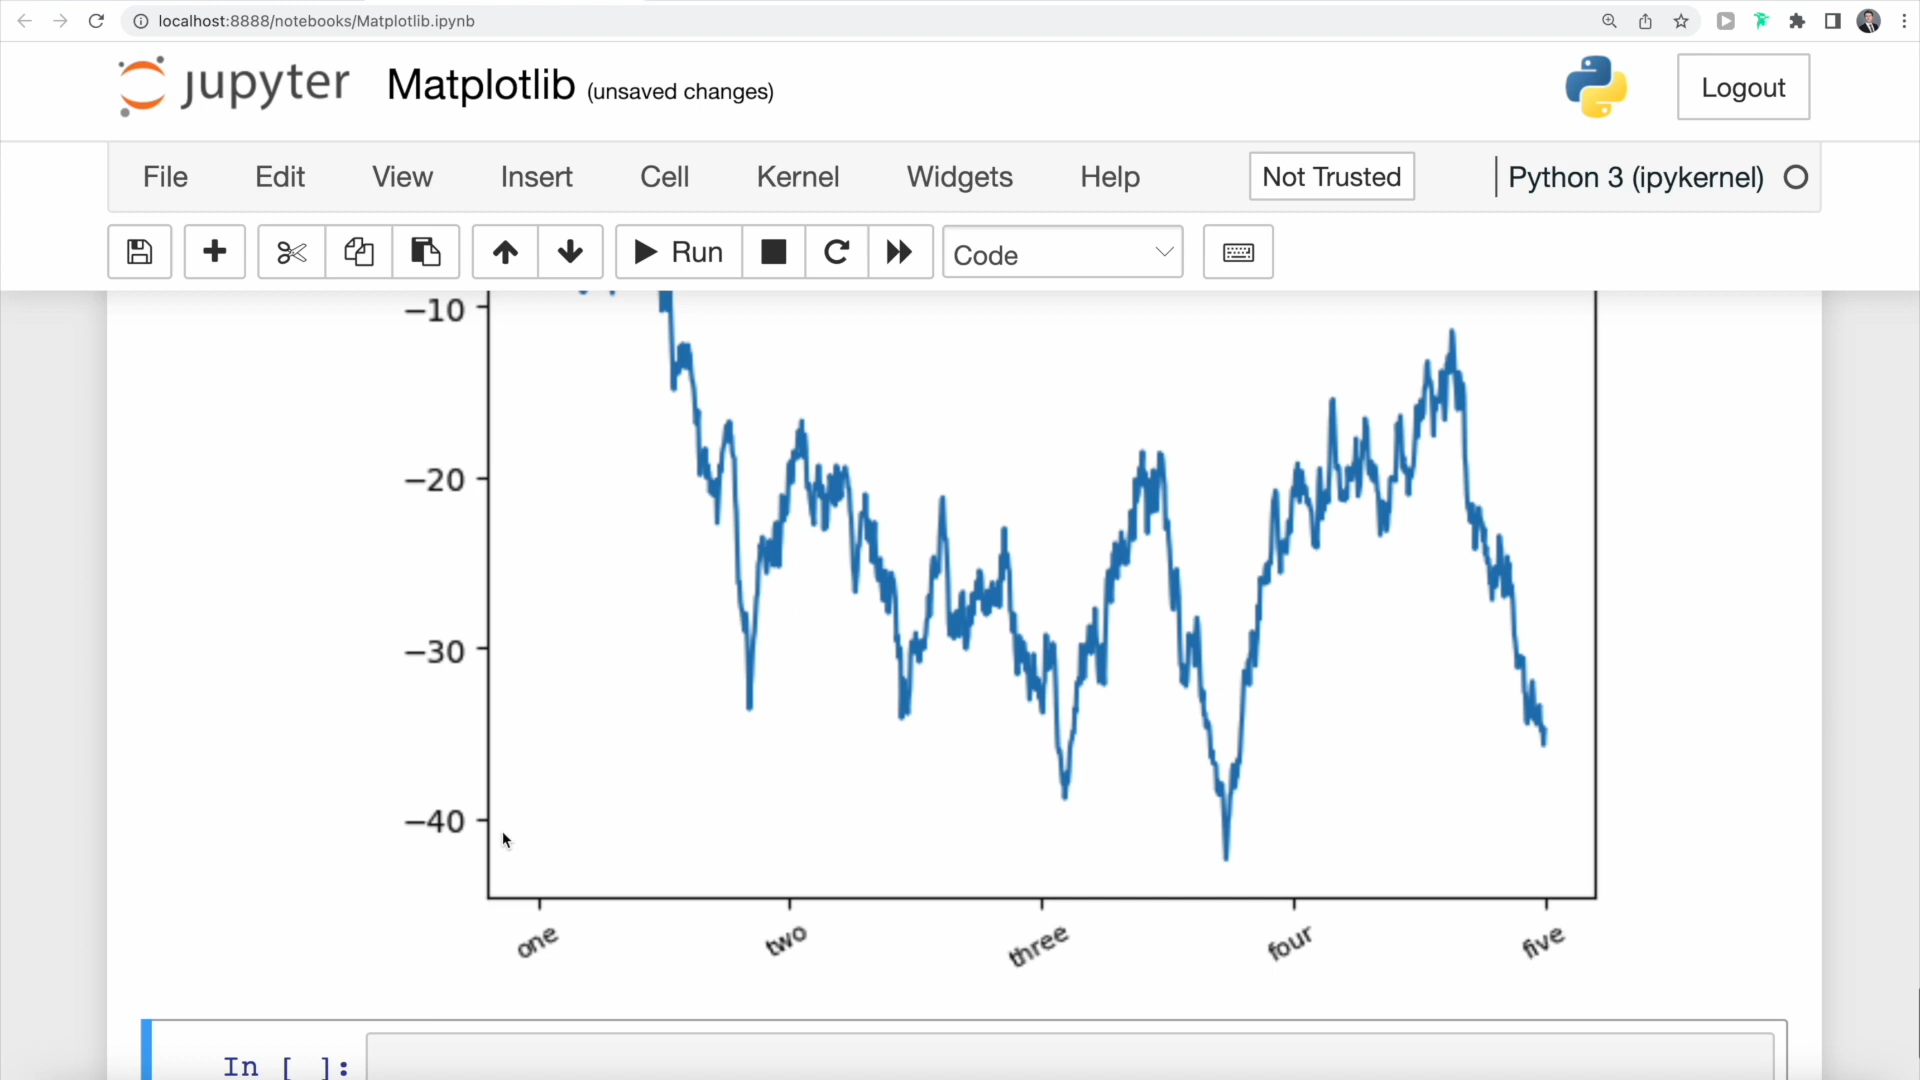 localhost:8888/notebooks/Matplotlib.ipynb
jupyter Matplotlib (unsaved changes) Logout
File Edit View Insert Cell Kernel Widgets Help Not Trusted Python 3 (ipykernel)
Run Code
−10
−20
−30
−40
one two three four five
In [ ]: